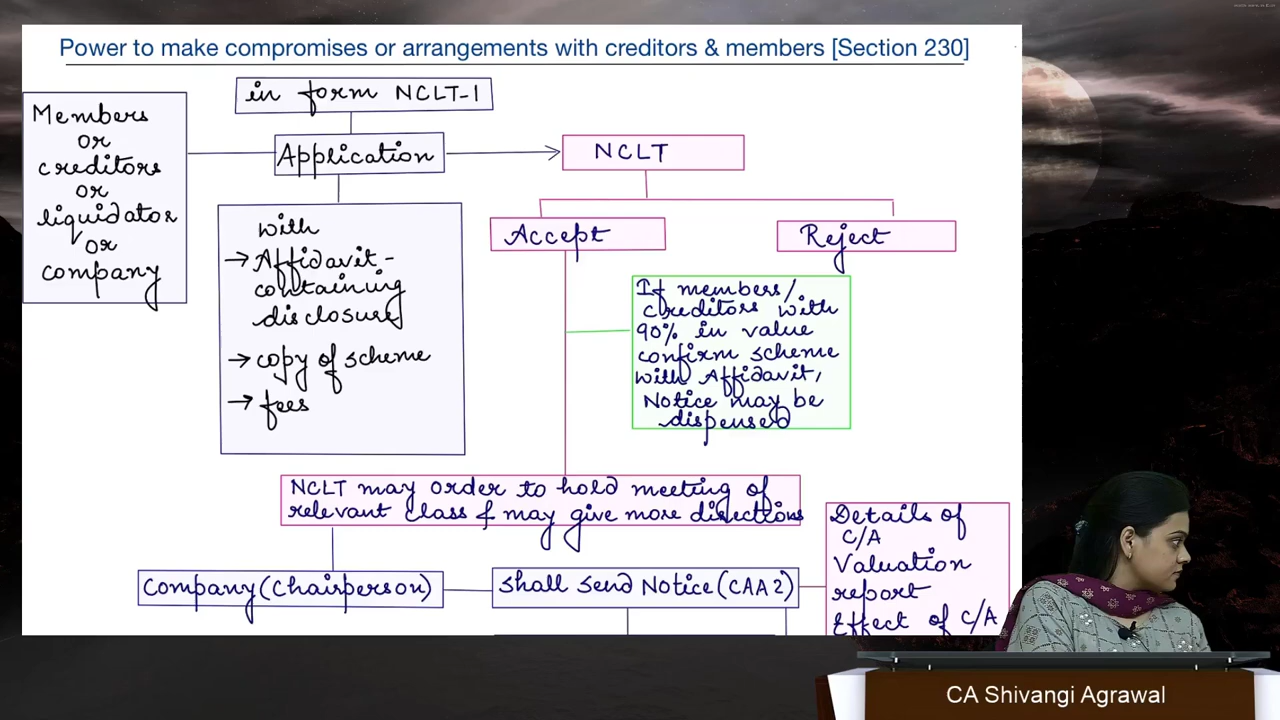 Power to make compromises or arrangements with creditors & members [Section 230]
in form NCLT-1
Members
or
creditors
or
liquidator
or
company
Application
NCLT
with
→ Affidavit -
containing
disclosure
→ copy of scheme
→ fees
Accept
Reject
If members/
creditors with
90% in value
confirm scheme
with Affidavit,
Notice may be
dispensed
NCLT may order to hold meeting of
relevant class & may give more directions
Company (Chairperson)
shall send Notice (CAA 2)
Details of
C/A
Valuation
report
Effect of C/A
CA Shivangi Agrawal